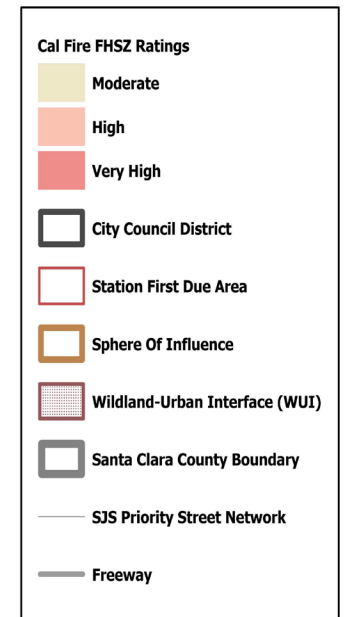 Cal Fire FHSZ Ratings
Moderate
High
Very High
City Council District
Station First Due Area
Sphere Of Influence
Wildland-Urban Interface (WUI)
Santa Clara County Boundary
SJS Priority Street Network
Freeway